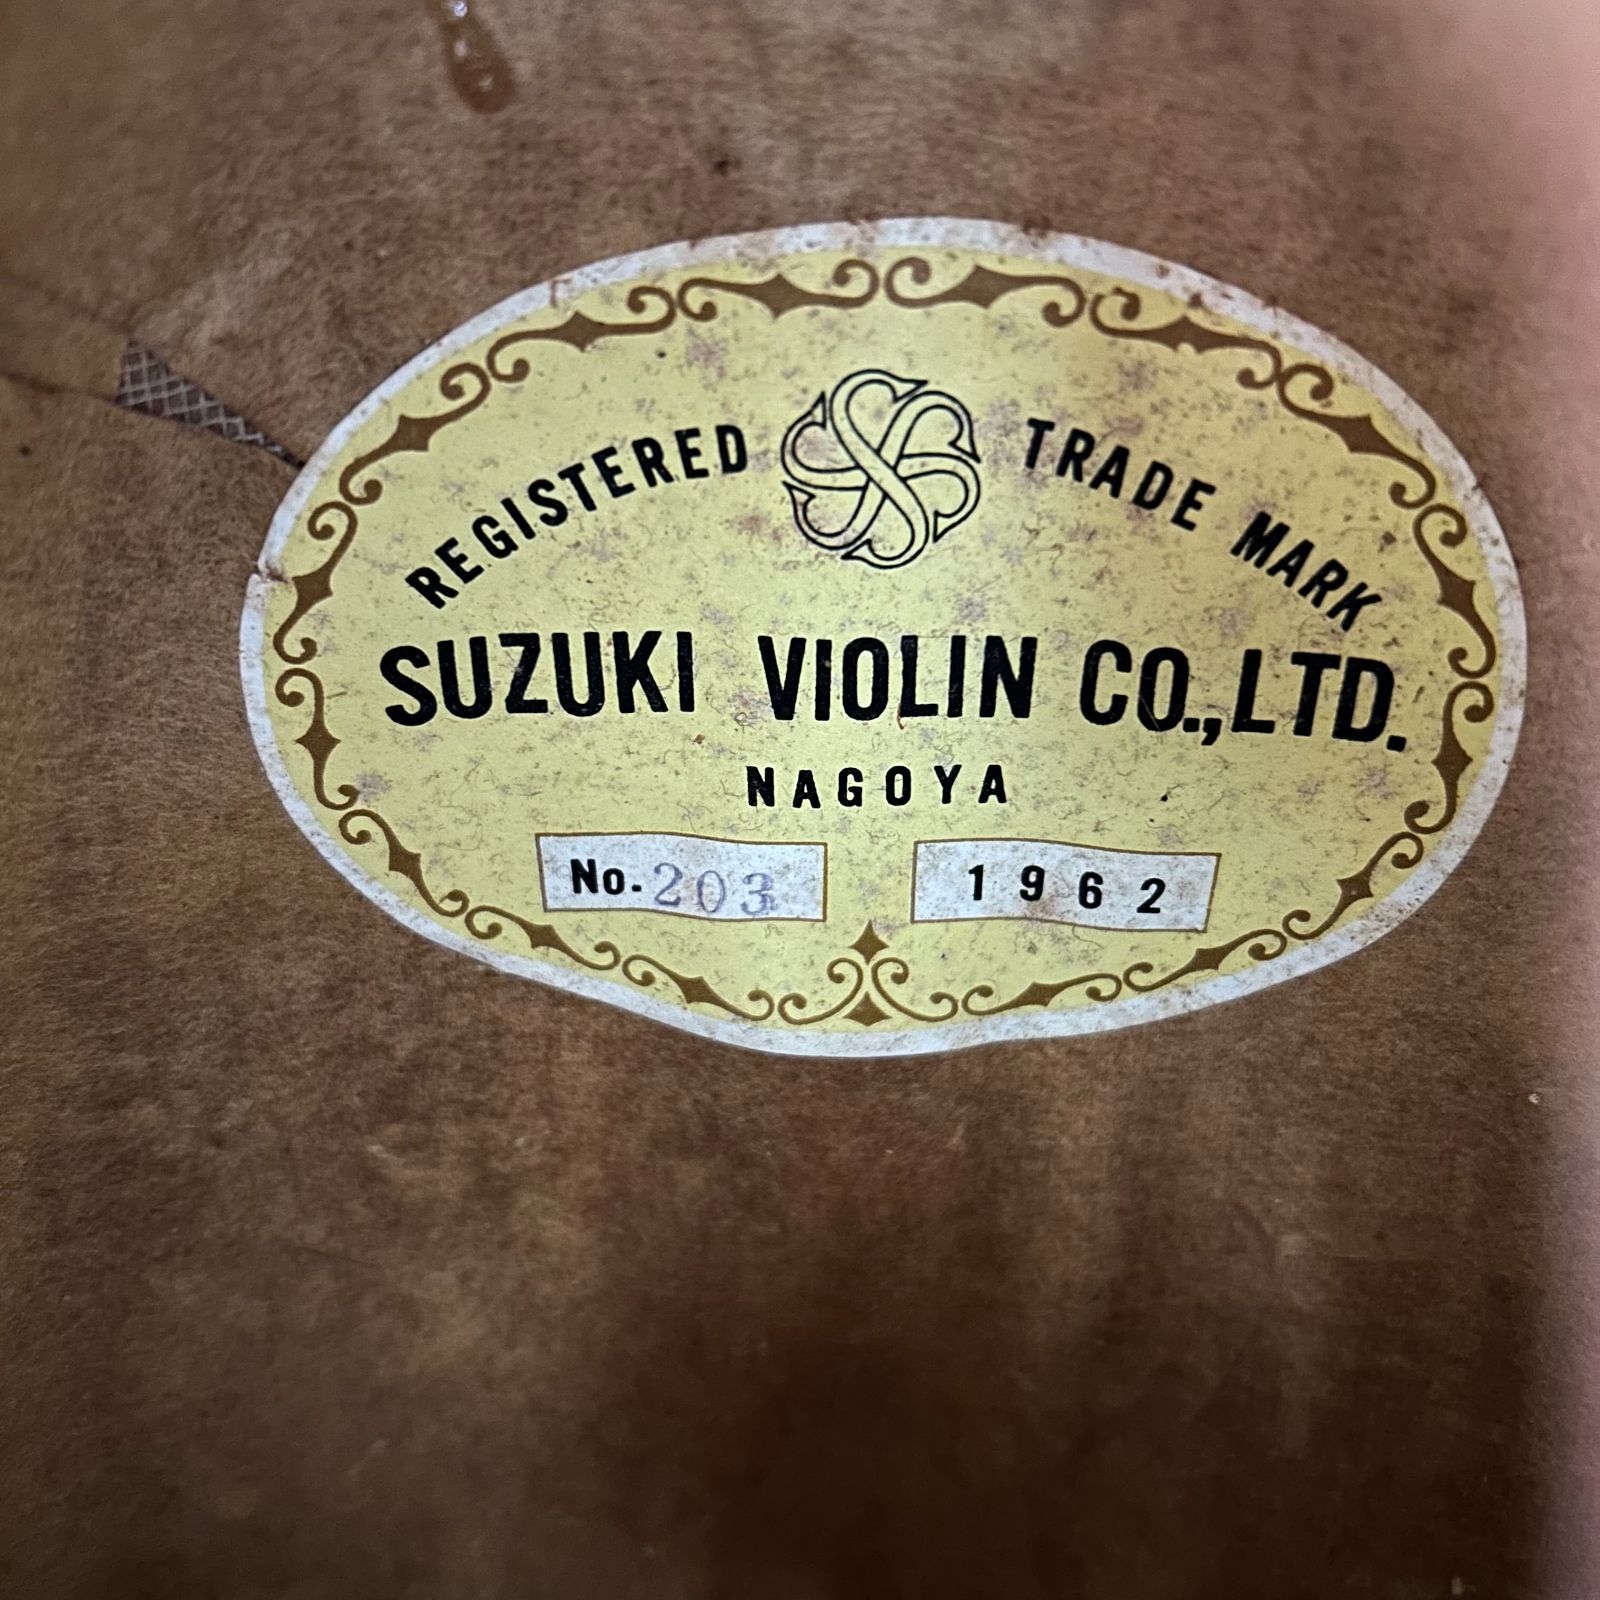 REGISTERED TRADE MARK
SUZUKI VIOLIN CO.,LTD.
NAGOYA
No. 203 1962